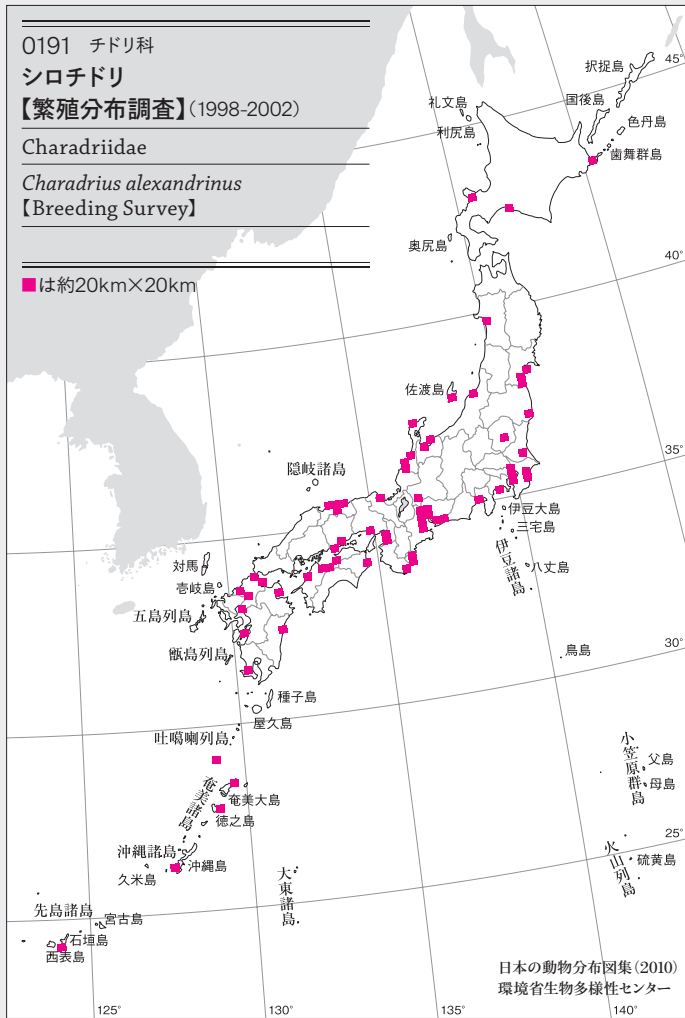 0191 チドリ科
シロチドリ
【繁殖分布調査】(1998-2002)
Charadriidae
Charadrius alexandrinus
【Breeding Survey】
■は約20km×20km
択捉島
45°
国後島
礼文島
色丹島
利尻島
歯舞群島
奥尻島
40°
佐渡島
35°
隠岐諸島
伊豆大島
三宅島
対馬
伊豆諸島
八丈島
壱岐島
五島列島
鳥島
30°
甑島列島
種子島
屋久島
吐噶喇列島
小笠原群島
父島
母島
奄美諸島
奄美大島
徳之島
25°
火山列島
硫黄島
沖縄諸島
沖縄島
久米島
大東諸島
先島諸島
宮古島
石垣島
西表島
日本の動物分布図集(2010)
環境省生物多様性センター
125°
130°
135°
140°